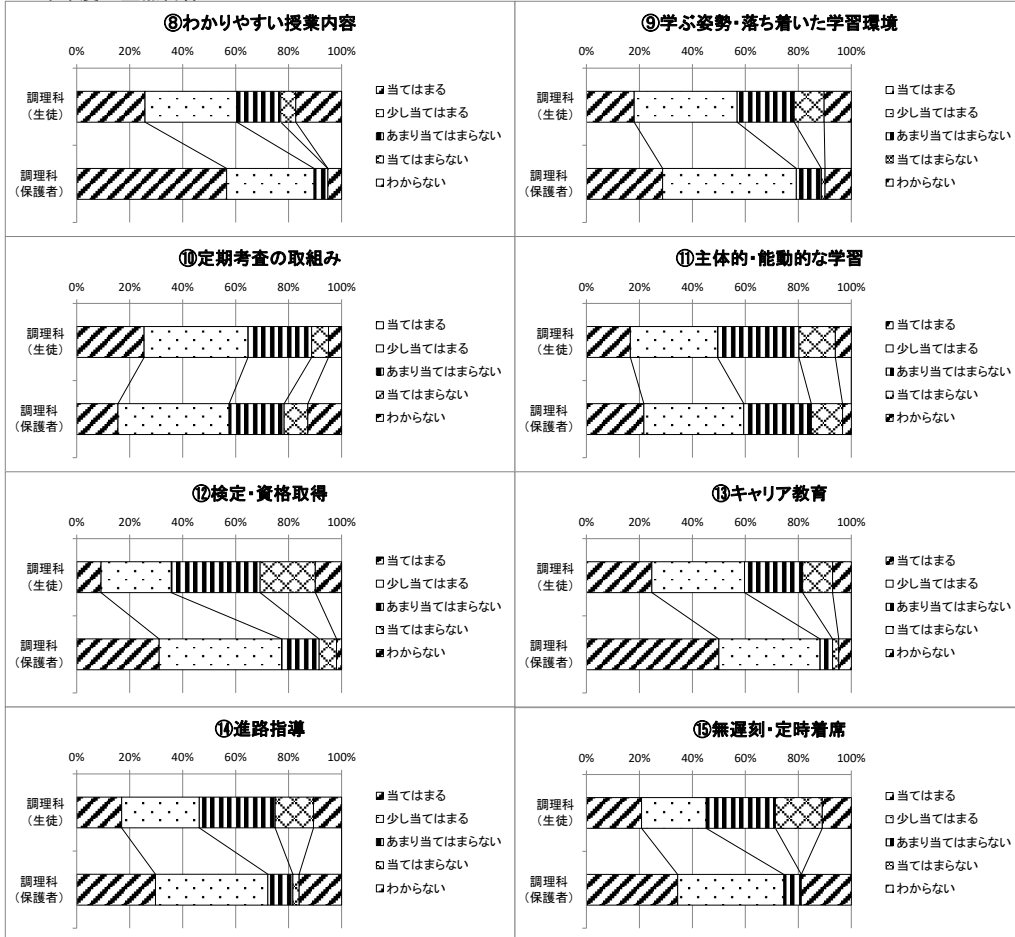 ⑧わかりやすい授業内容
0% 20% 40% 60% 80% 100%
調理科
（生徒）
調理科
（保護者）
当てはまる
少し当てはまる
あまり当てはまらない
当てはまらない
わからない
⑨学ぶ姿勢・落ち着いた学習環境
0% 20% 40% 60% 80% 100%
調理科
（生徒）
調理科
（保護者）
当てはまる
少し当てはまる
あまり当てはまらない
当てはまらない
わからない
⑩定期考査の取組み
0% 20% 40% 60% 80% 100%
調理科
（生徒）
調理科
（保護者）
当てはまる
少し当てはまる
あまり当てはまらない
当てはまらない
わからない
⑪主体的・能動的な学習
0% 20% 40% 60% 80% 100%
調理科
（生徒）
調理科
（保護者）
当てはまる
少し当てはまる
あまり当てはまらない
当てはまらない
わからない
⑫検定・資格取得
0% 20% 40% 60% 80% 100%
調理科
（生徒）
調理科
（保護者）
当てはまる
少し当てはまる
あまり当てはまらない
当てはまらない
わからない
⑬キャリア教育
0% 20% 40% 60% 80% 100%
調理科
（生徒）
調理科
（保護者）
当てはまる
少し当てはまる
あまり当てはまらない
当てはまらない
わからない
⑭進路指導
0% 20% 40% 60% 80% 100%
調理科
（生徒）
調理科
（保護者）
当てはまる
少し当てはまる
あまり当てはまらない
当てはまらない
わからない
⑮無遅刻・定時着席
0% 20% 40% 60% 80% 100%
調理科
（生徒）
調理科
（保護者）
当てはまる
少し当てはまる
あまり当てはまらない
当てはまらない
わからない